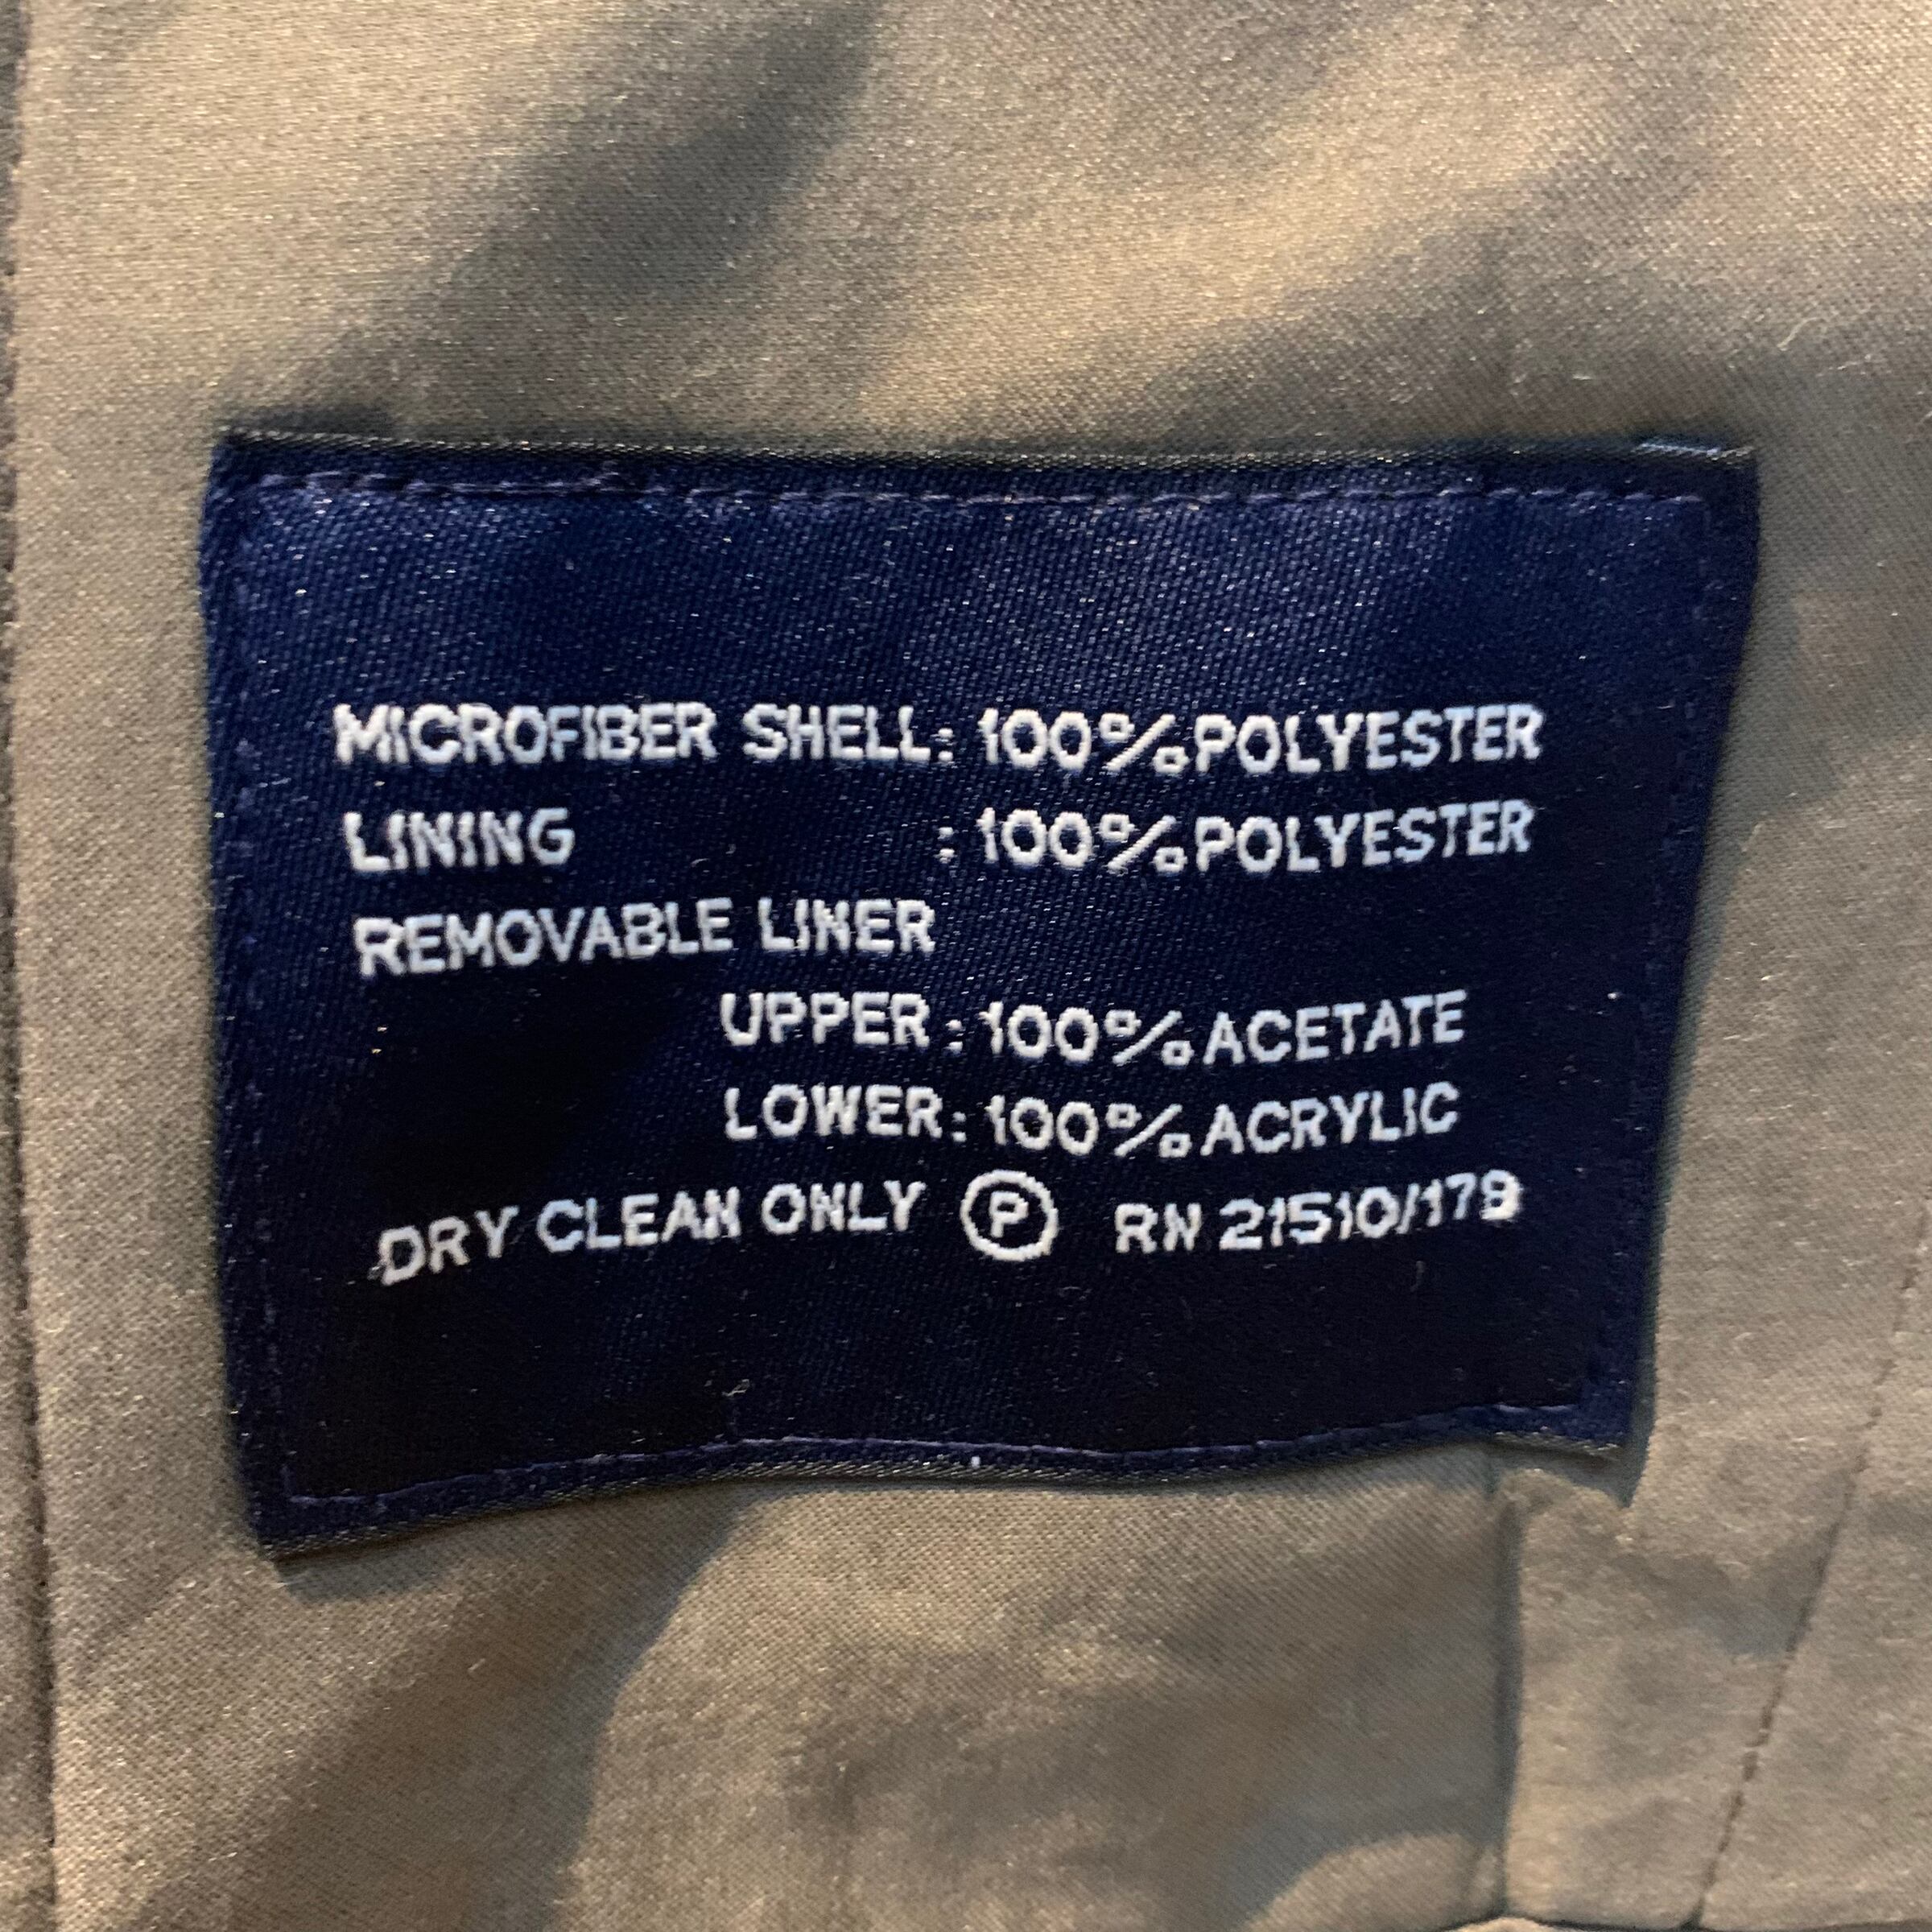 MICROFIBER SHELL: 100% POLYESTER
LINING : 100% POLYESTER
REMOVABLE LINER
UPPER : 100% ACETATE
LOWER: 100% ACRYLIC
DRY CLEAN ONLY Ⓟ RN 21510/179